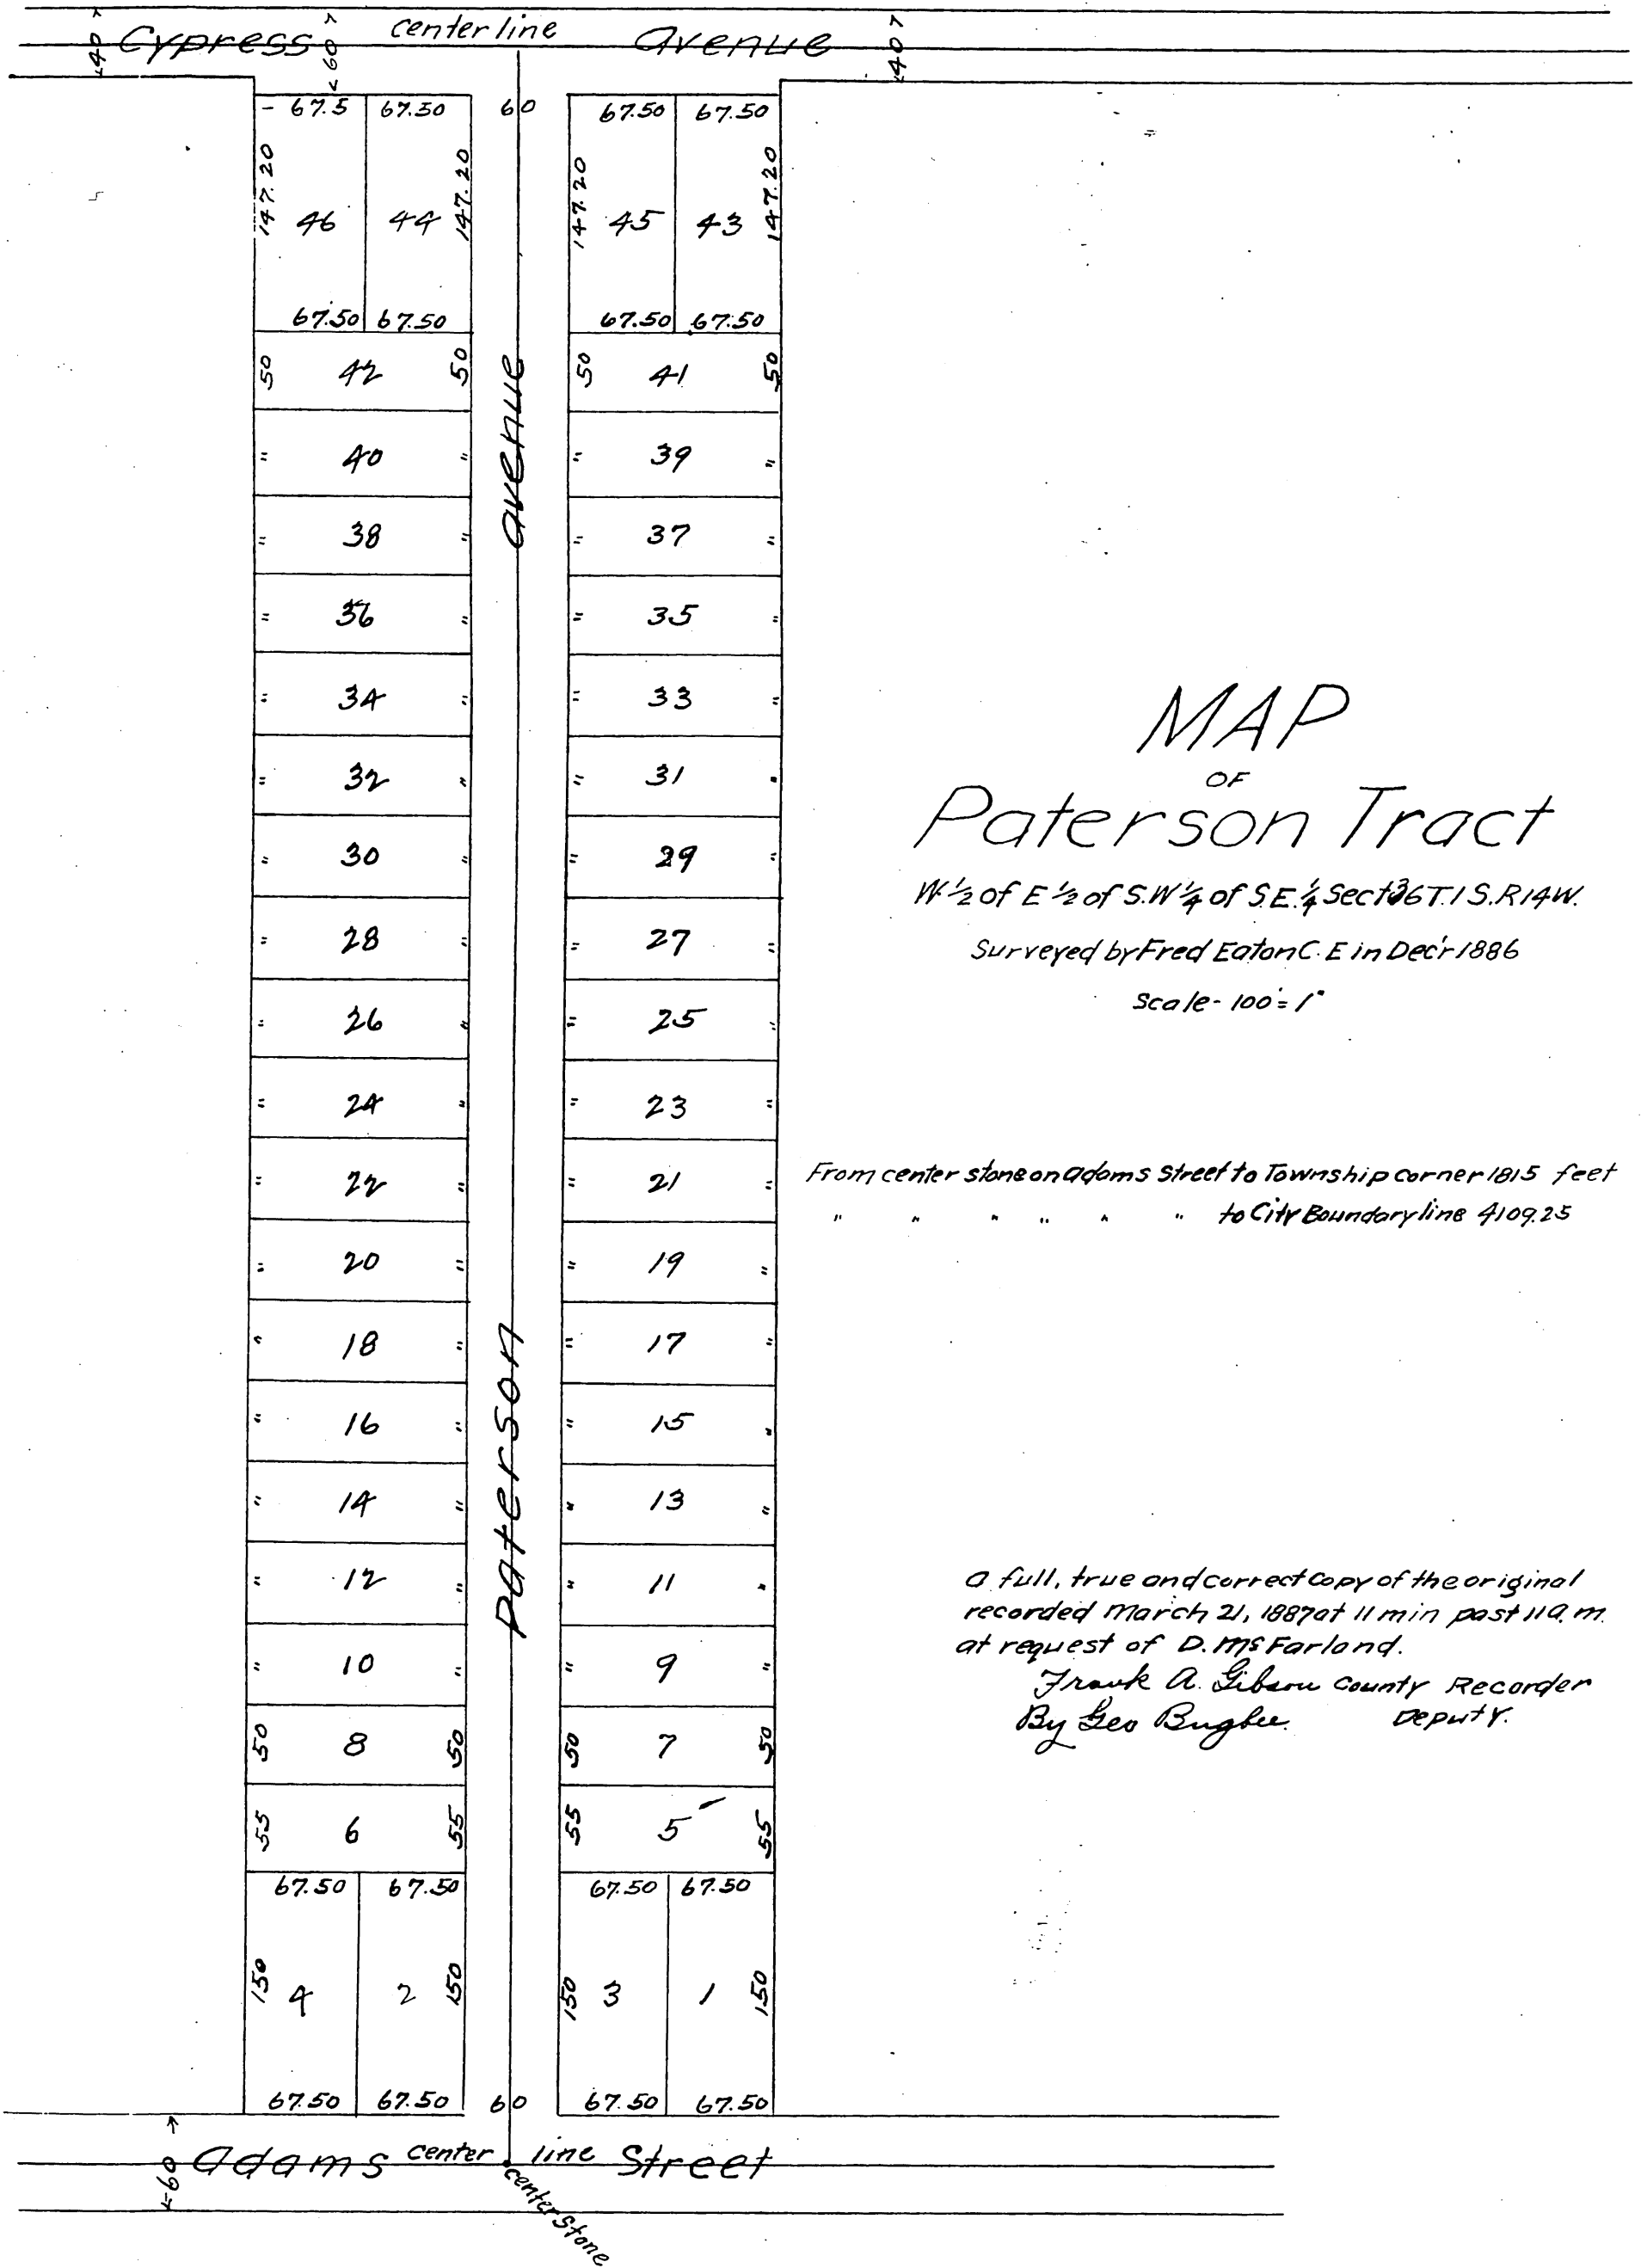 Cypress centerline avenue
40 60 40
67.5 67.50 60 67.50 67.50
147.20 147.20 147.20 147.20
46 44 45 43
67.50 67.50 67.50 67.50
50 42 50 50 41 50
" 40 " " 39 "
" 38 " " 37 "
" 36 " " 35 "
" 34 " " 33 "
" 32 " " 31 "
" 30 " " 29 "
" 28 " " 27 "
" 26 " " 25 "
" 24 " " 23 "
" 22 " " 21 "
" 20 " " 19 "
" 18 " " 17 "
" 16 " " 15 "
" 14 " " 13 "
" 12 " " 11 "
" 10 " " 9 "
50 8 50 50 7 50
55 6 55 55 5 55
67.50 67.50 67.50 67.50
150 4 2 150 150 3 1 150
67.50 67.50 60 67.50 67.50
Paterson avenue
60
adams center line Street
center stone
MAP
OF
Paterson Tract
W ½ of E ½ of S.W ¼ of S.E. ¼ Sect 36 T. 1 S. R 14 W.
Surveyed by Fred Eaton C. E in Dec'r 1886
Scale - 100' = 1"
From center stone on adams Street to Township corner 1815 feet
" " " " " " to City Boundary line 4109.25
a full, true and correct copy of the original
recorded March 21, 1887 at 11 min past 11 a.m.
at request of D. McFarland.
Frank A. Gibson County Recorder
By Geo Bugbee Deputy.